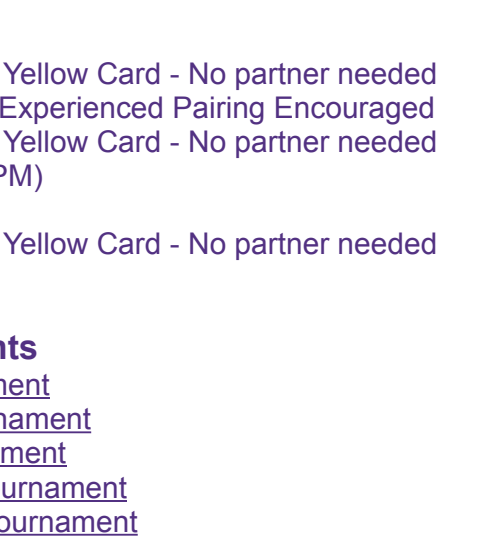 Yellow Card - No partner needed
Experienced Pairing Encouraged
Yellow Card - No partner needed
PM)
Yellow Card - No partner needed
nts
ment
nament
ment
urnament
ournament